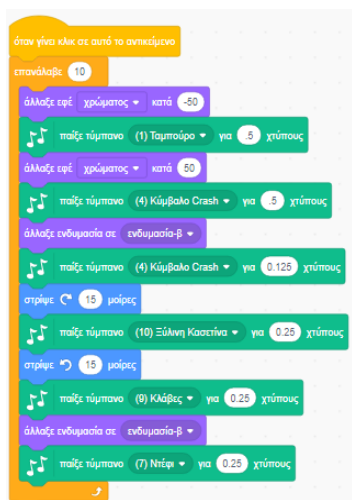 όταν γίνει κλικ σε αυτό το αντικείμενο
επανάλαβε 10
άλλαξε εφέ χρώματος κατά -50
παίξε τύμπανο (1) Ταμπούρο για .5 χτύπους
άλλαξε εφέ χρώματος κατά 50
παίξε τύμπανο (4) Κύμβαλο Crash για .5 χτύπους
άλλαξε ενδυμασία σε ενδυμασία-β
παίξε τύμπανο (4) Κύμβαλο Crash για 0.125 χτύπους
στρίψε 15 μοίρες
παίξε τύμπανο (10) Ξύλινη Κασετίνα για 0.25 χτύπους
στρίψε 15 μοίρες
παίξε τύμπανο (9) Κλάβες για 0.25 χτύπους
άλλαξε ενδυμασία σε ενδυμασία-β
παίξε τύμπανο (7) Ντέφι για 0.25 χτύπους